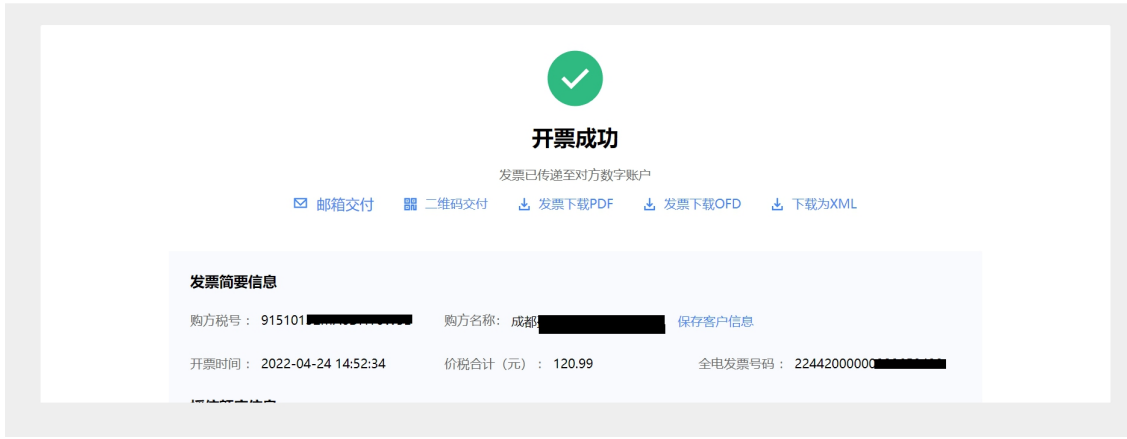 开票成功
发票已传递至对方数字账户
邮箱交付 二维码交付 发票下载PDF 发票下载OFD 下载为XML
发票简要信息
购方税号： 915101 购方名称： 成都 保存客户信息
开票时间： 2022-04-24 14:52:34 价税合计（元）： 120.99 全电发票号码： 22442000000